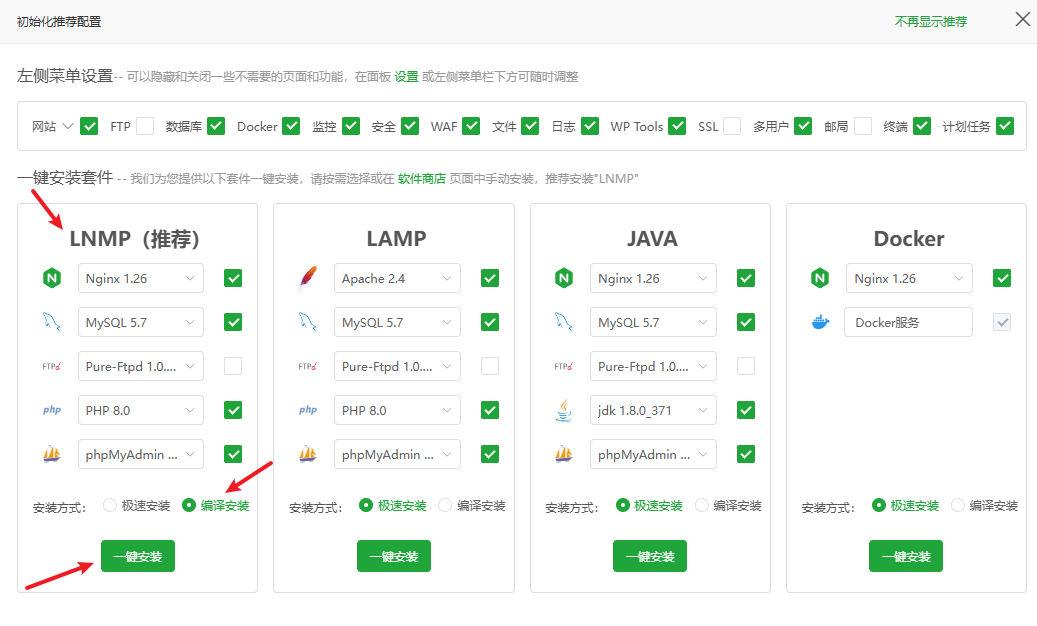 初始化推荐配置 不再显示推荐
左侧菜单设置-- 可以隐藏和关闭一些不需要的页面和功能，在面板 设置 或左侧菜单栏下方可随时调整
网站 FTP 数据库 Docker 监控 安全 WAF 文件 日志 WP Tools SSL 多用户 邮局 终端 计划任务
一键安装套件 -- 我们为您提供以下套件一键安装，请按需选择或在 软件商店 页面中手动安装，推荐安装"LNMP"
LNMP（推荐）
Nginx 1.26
MySQL 5.7
FTP Pure-Ftpd 1.0....
php PHP 8.0
phpMyAdmin ...
安装方式： 极速安装 编译安装
一键安装
LAMP
Apache 2.4
MySQL 5.7
FTP Pure-Ftpd 1.0....
php PHP 8.0
phpMyAdmin ...
安装方式： 极速安装 编译安装
一键安装
JAVA
Nginx 1.26
MySQL 5.7
FTP Pure-Ftpd 1.0....
jdk 1.8.0_371
phpMyAdmin ...
安装方式： 极速安装 编译安装
一键安装
Docker
Nginx 1.26
Docker服务
安装方式： 极速安装 编译安装
一键安装